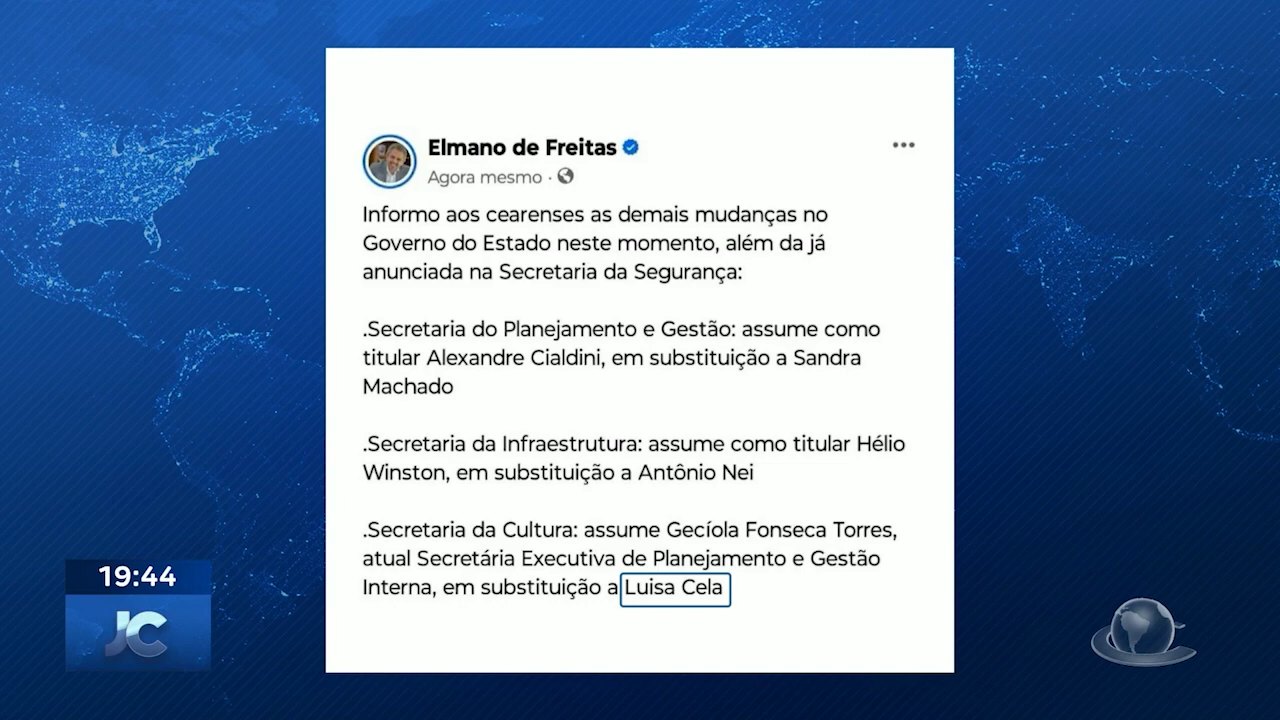 Elmano de Freitas
Agora mesmo ·
Informo aos cearenses as demais mudanças no
Governo do Estado neste momento, além da já
anunciada na Secretaria da Segurança:
.Secretaria do Planejamento e Gestão: assume como
titular Alexandre Cialdini, em substituição a Sandra
Machado
.Secretaria da Infraestrutura: assume como titular Hélio
Winston, em substituição a Antônio Nei
.Secretaria da Cultura: assume Gecíola Fonseca Torres,
atual Secretária Executiva de Planejamento e Gestão
Interna, em substituição a Luisa Cela
19:44
JC